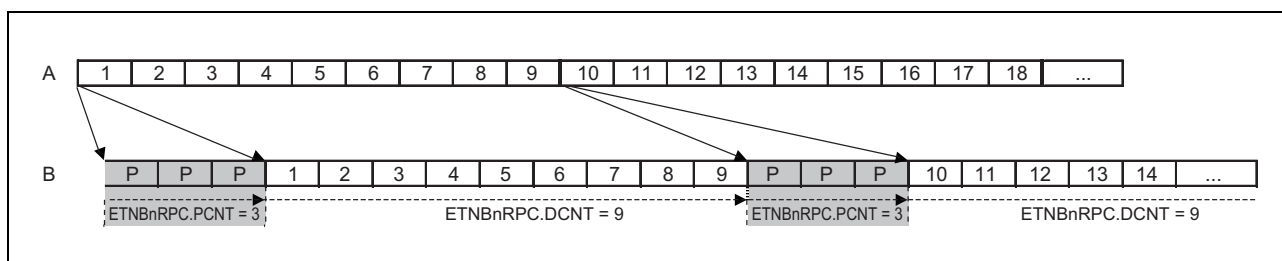 A 1 2 3 4 5 6 7 8 9 10 11 12 13 14 15 16 17 18 ...
B P P P 1 2 3 4 5 6 7 8 9 P P P 10 11 12 13 14 ...
ETNBnRPC.PCNT = 3 ETNBnRPC.DCNT = 9 ETNBnRPC.PCNT = 3 ETNBnRPC.DCNT = 9